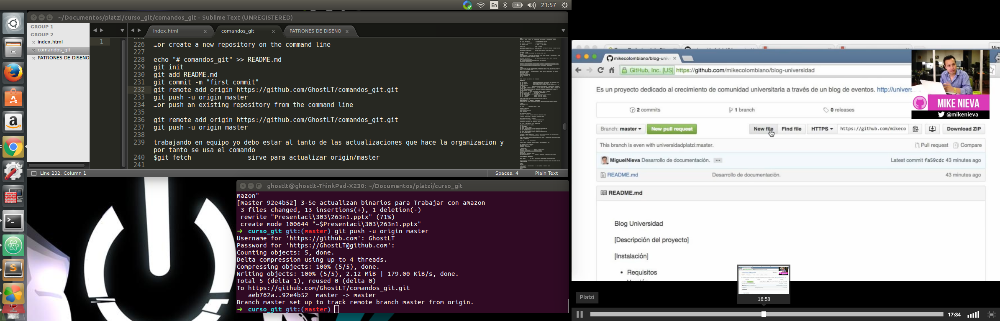 En
21:57
~/Documentos/platzi/curso_git/comandos_git - Sublime Text (UNREGISTERED)
GROUP 1
GROUP 2
index.html
comandos_git
PATRONES DE DISENO
1
index.html
comandos_git
PATRONES DE DISENO
226 …or create a new repository on the command line
227
228 echo "# comandos_git" >> README.md
229 git init
230 git add README.md
231 git commit -m "first commit"
232 git remote add origin https://github.com/GhostLT/comandos_git.git
233 git push -u origin master
234 …or push an existing repository from the command line
235
236 git remote add origin https://github.com/GhostLT/comandos_git.git
237 git push -u origin master
238
239 trabajando en equipo yo debo estar al tanto de las actualizaciones que hace la organizacion y
por tanto se usa el comando
240 $git fetch sirve para actualizar origin/master
241
Line 232, Column 1
Spaces: 4
Plain Text
ghostlt@ghostlt-ThinkPad-X230: ~/Documentos/platzi/curso_git
mazon"
[master 92e4b52] 3-Se actualizan binarios para Trabajar con amazon
3 files changed, 13 insertions(+), 1 deletion(-)
rewrite "Presentaci\303\263n1.pptx" (71%)
create mode 100644 "~$Presentaci\303\263n1.pptx"
➜ curso_git git:(master) git push -u origin master
Username for 'https://github.com': GhostLT
Password for 'https://GhostLT@github.com':
Counting objects: 5, done.
Delta compression using up to 4 threads.
Compressing objects: 100% (5/5), done.
Writing objects: 100% (5/5), 2.12 MiB | 179.00 KiB/s, done.
Total 5 (delta 1), reused 0 (delta 0)
To https://github.com/GhostLT/comandos_git.git
aeb762a..92e4b52 master -> master
Branch master set up to track remote branch master from origin.
➜ curso_git git:(master)
mikecolombiano/blog-univ
GitHub, Inc. [US] https://github.com/mikecolombiano/blog-universidad
Es un proyecto dedicado al crecimiento de comunidad universitaria a través de un blog de eventos. http://univers
MIKE NIEVA
@mikenieva
2 commits
1 branch
0 releases
Branch: master
New pull request
New file
Find file
HTTPS
https://github.com/mikeco
Download ZIP
This branch is even with universidadplatzi:master.
Pull request
Compare
MiguelNieva Desarrollo de documentación.
Latest commit fa59cdc 43 minutes ago
README.md
Desarrollo de documentación.
43 minutes ago
README.md
Blog Universidad
[Descripción del proyecto]
[Instalación]
• Requisitos
Platzi
16:58
17:34